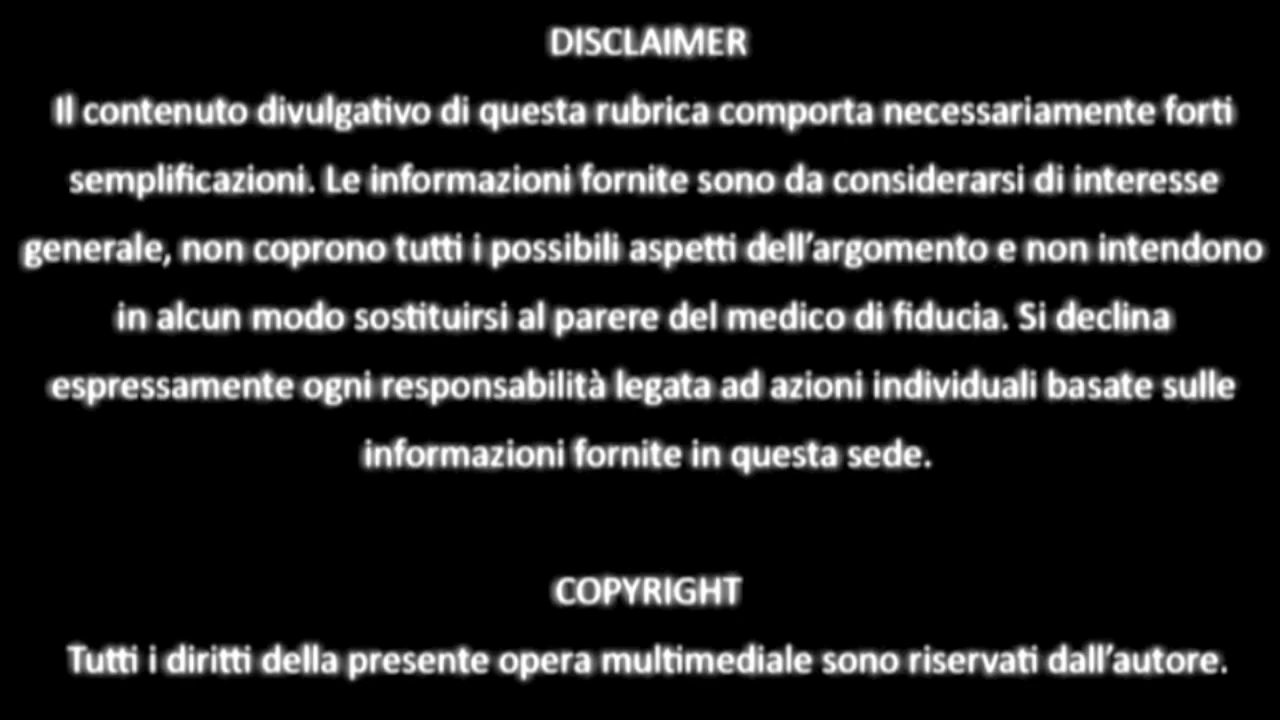 DISCLAIMER
Il contenuto divulgativo di questa rubrica comporta necessariamente forti
semplificazioni. Le informazioni fornite sono da considerarsi di interesse
generale, non coprono tutti i possibili aspetti dell'argomento e non intendono
in alcun modo sostituirsi al parere del medico di fiducia. Si declina
espressamente ogni responsabilità legata ad azioni individuali basate sulle
informazioni fornite in questa sede.
COPYRIGHT
Tutti i diritti della presente opera multimediale sono riservati dall'autore.